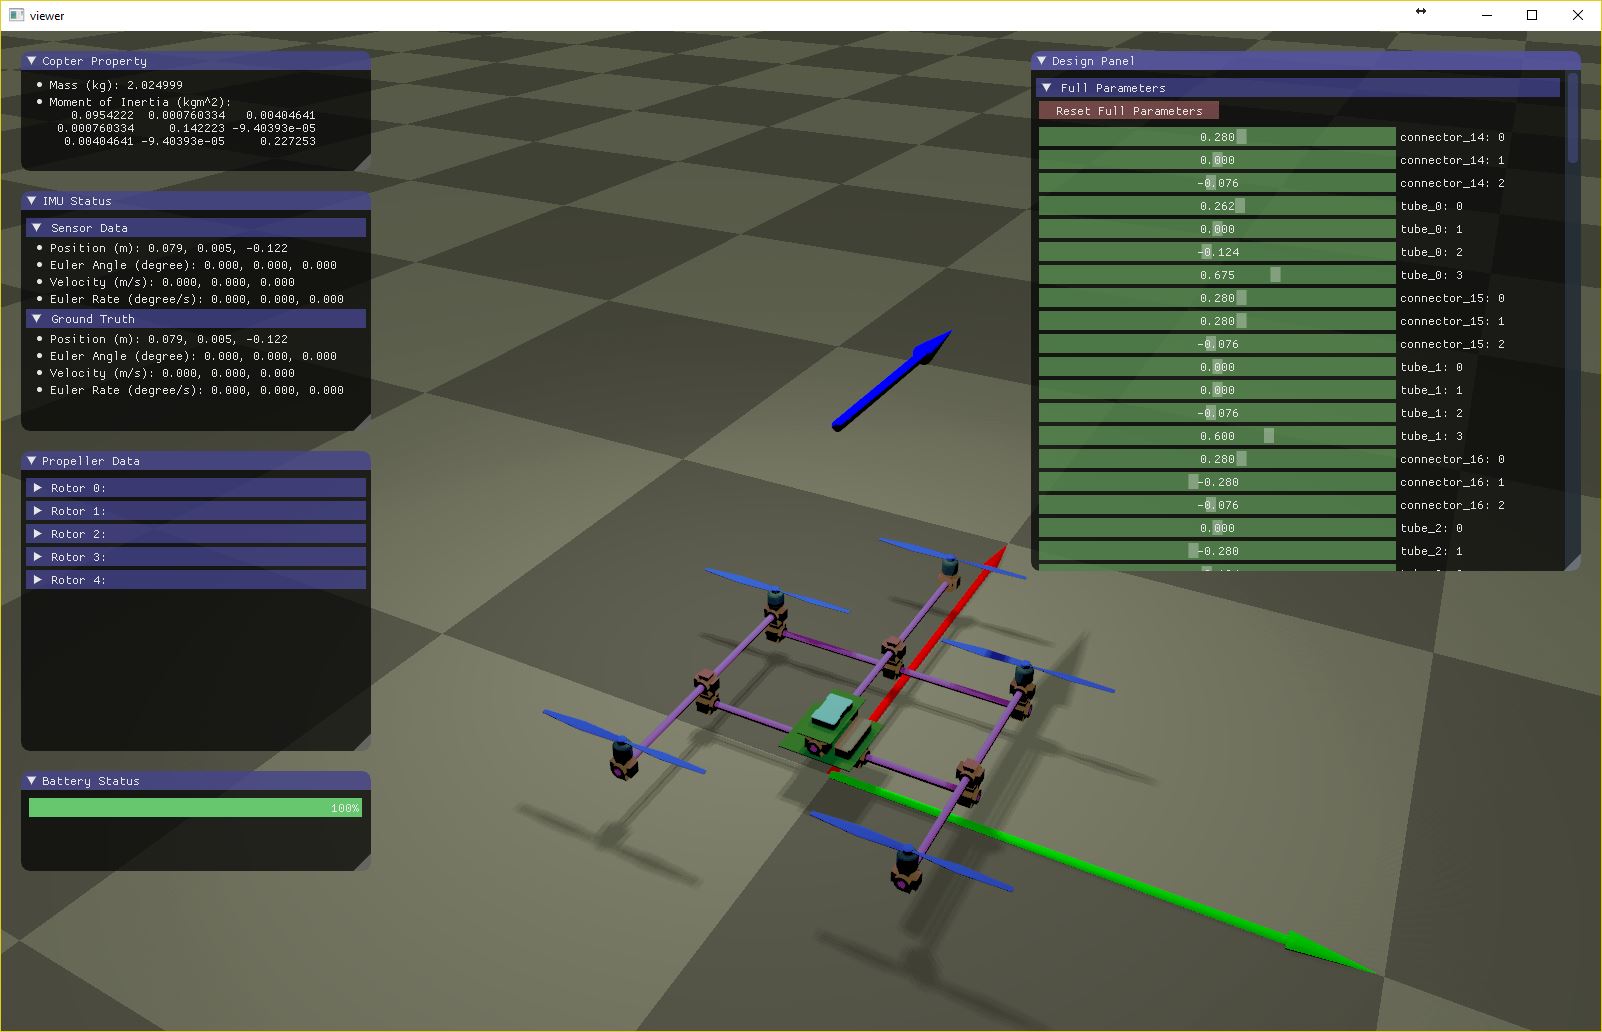 viewer
Copter Property
Mass (kg): 2.024999
Moment of Inertia (kgm^2):
0.0954222 0.000760334 0.00404641
0.000760334 0.142223 -9.40393e-05
0.00404641 -9.40393e-05 0.227253
IMU Status
Sensor Data
Position (m): 0.079, 0.005, -0.122
Euler Angle (degree): 0.000, 0.000, 0.000
Velocity (m/s): 0.000, 0.000, 0.000
Euler Rate (degree/s): 0.000, 0.000, 0.000
Ground Truth
Position (m): 0.079, 0.005, -0.122
Euler Angle (degree): 0.000, 0.000, 0.000
Velocity (m/s): 0.000, 0.000, 0.000
Euler Rate (degree/s): 0.000, 0.000, 0.000
Propeller Data
Rotor 0:
Rotor 1:
Rotor 2:
Rotor 3:
Rotor 4:
Battery Status
100%
Design Panel
Full Parameters
Reset Full Parameters
0.280 connector_14: 0
0.000 connector_14: 1
-0.076 connector_14: 2
0.262 tube_0: 0
0.000 tube_0: 1
-0.124 tube_0: 2
0.675 tube_0: 3
0.280 connector_15: 0
0.280 connector_15: 1
-0.076 connector_15: 2
0.000 tube_1: 0
0.000 tube_1: 1
-0.076 tube_1: 2
0.600 tube_1: 3
0.280 connector_16: 0
-0.280 connector_16: 1
-0.076 connector_16: 2
0.000 tube_2: 0
-0.280 tube_2: 1